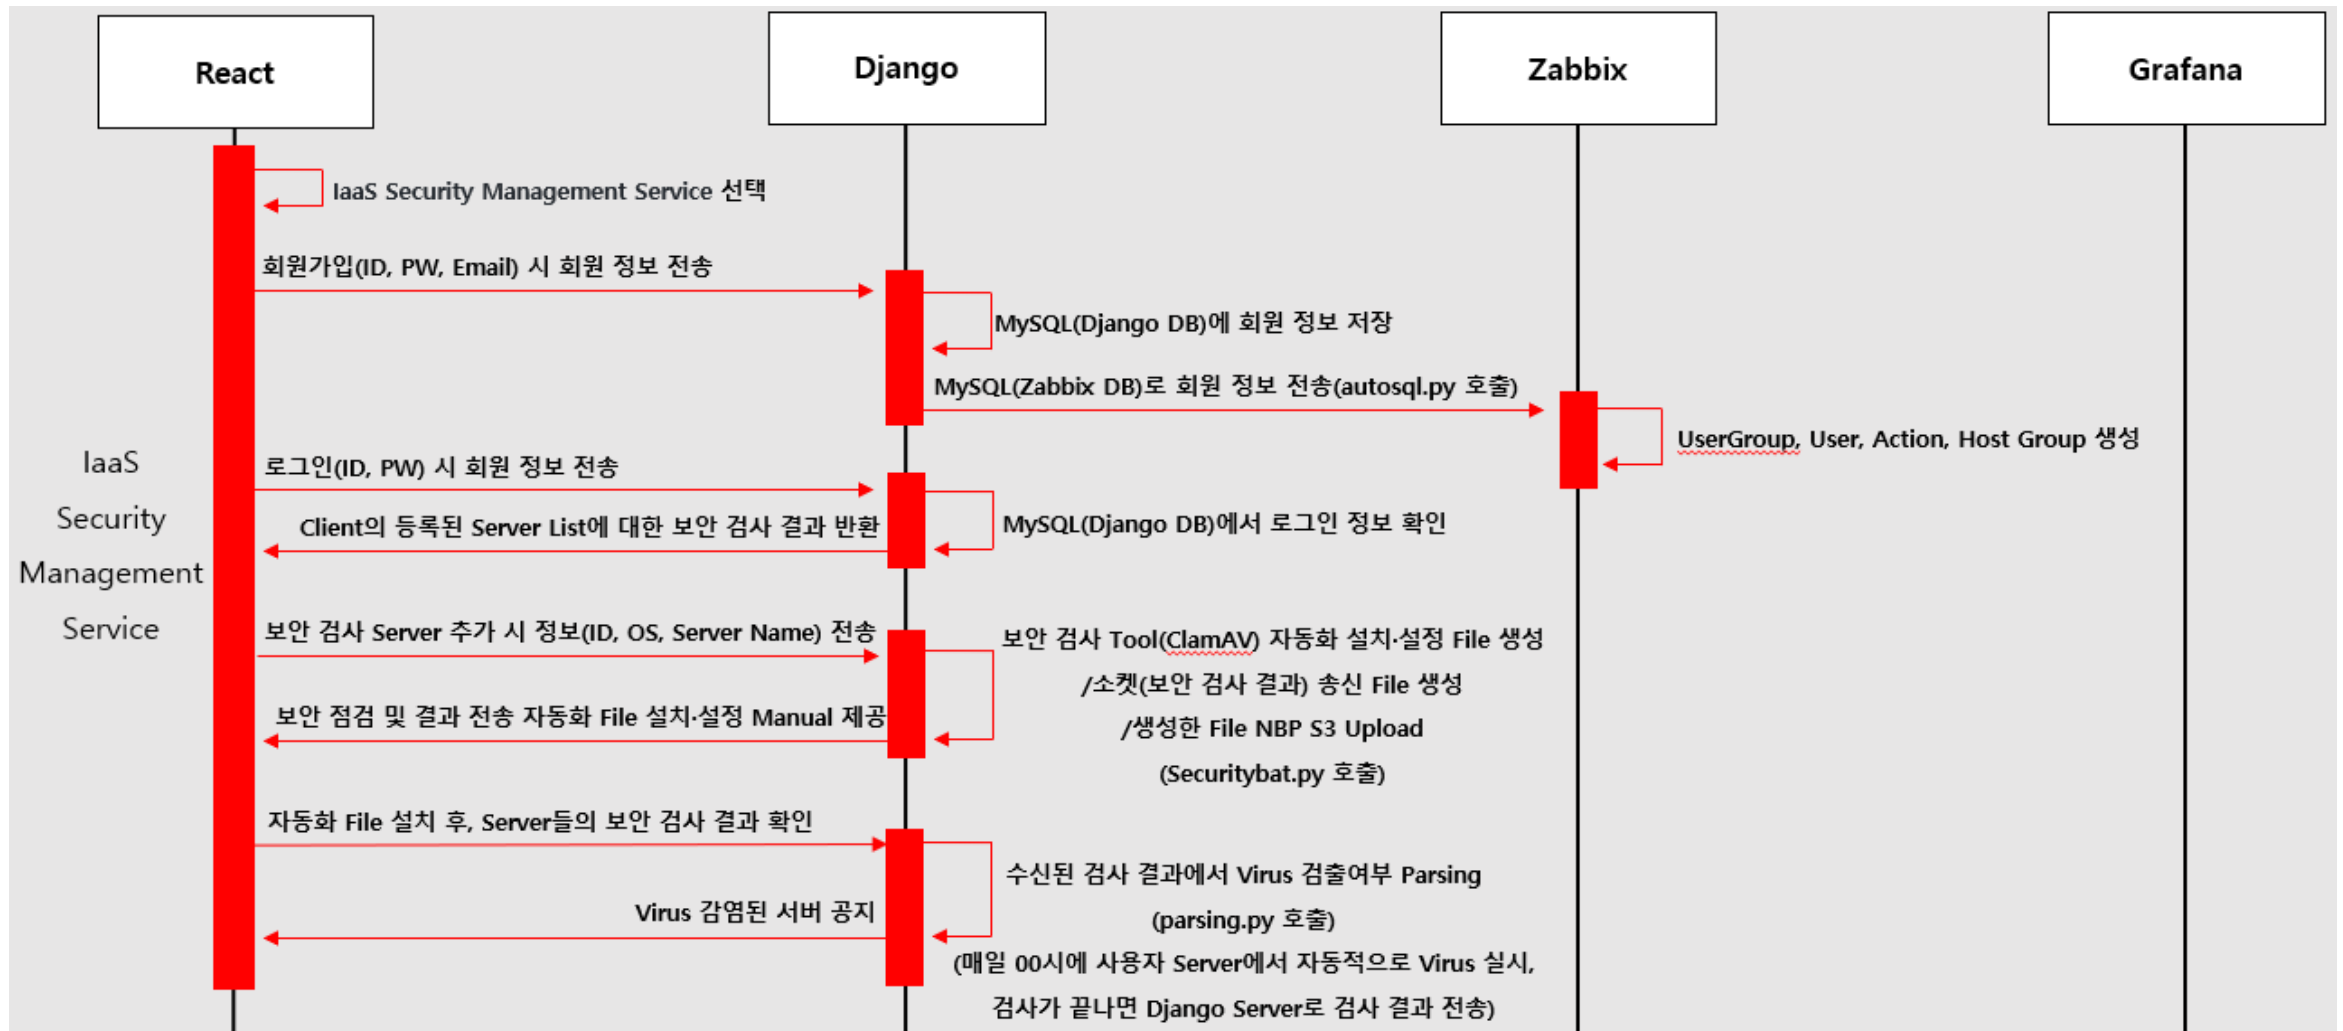 React
Django
Zabbix
Grafana
IaaS Security Management Service 선택
회원가입(ID, PW, Email) 시 회원 정보 전송
MySQL(Django DB)에 회원 정보 저장
MySQL(Zabbix DB)로 회원 정보 전송(autosql.py 호출)
UserGroup, User, Action, Host Group 생성
IaaS
Security
Management
Service
로그인(ID, PW) 시 회원 정보 전송
MySQL(Django DB)에서 로그인 정보 확인
Client의 등록된 Server List에 대한 보안 검사 결과 반환
보안 검사 Server 추가 시 정보(ID, OS, Server Name) 전송
보안 검사 Tool(ClamAV) 자동화 설치·설정 File 생성
/소켓(보안 검사 결과) 송신 File 생성
/생성한 File NBP S3 Upload
(Securitybat.py 호출)
보안 점검 및 결과 전송 자동화 File 설치·설정 Manual 제공
자동화 File 설치 후, Server들의 보안 검사 결과 확인
수신된 검사 결과에서 Virus 검출여부 Parsing
(parsing.py 호출)
(매일 00시에 사용자 Server에서 자동적으로 Virus 실시,
검사가 끝나면 Django Server로 검사 결과 전송)
Virus 감염된 서버 공지